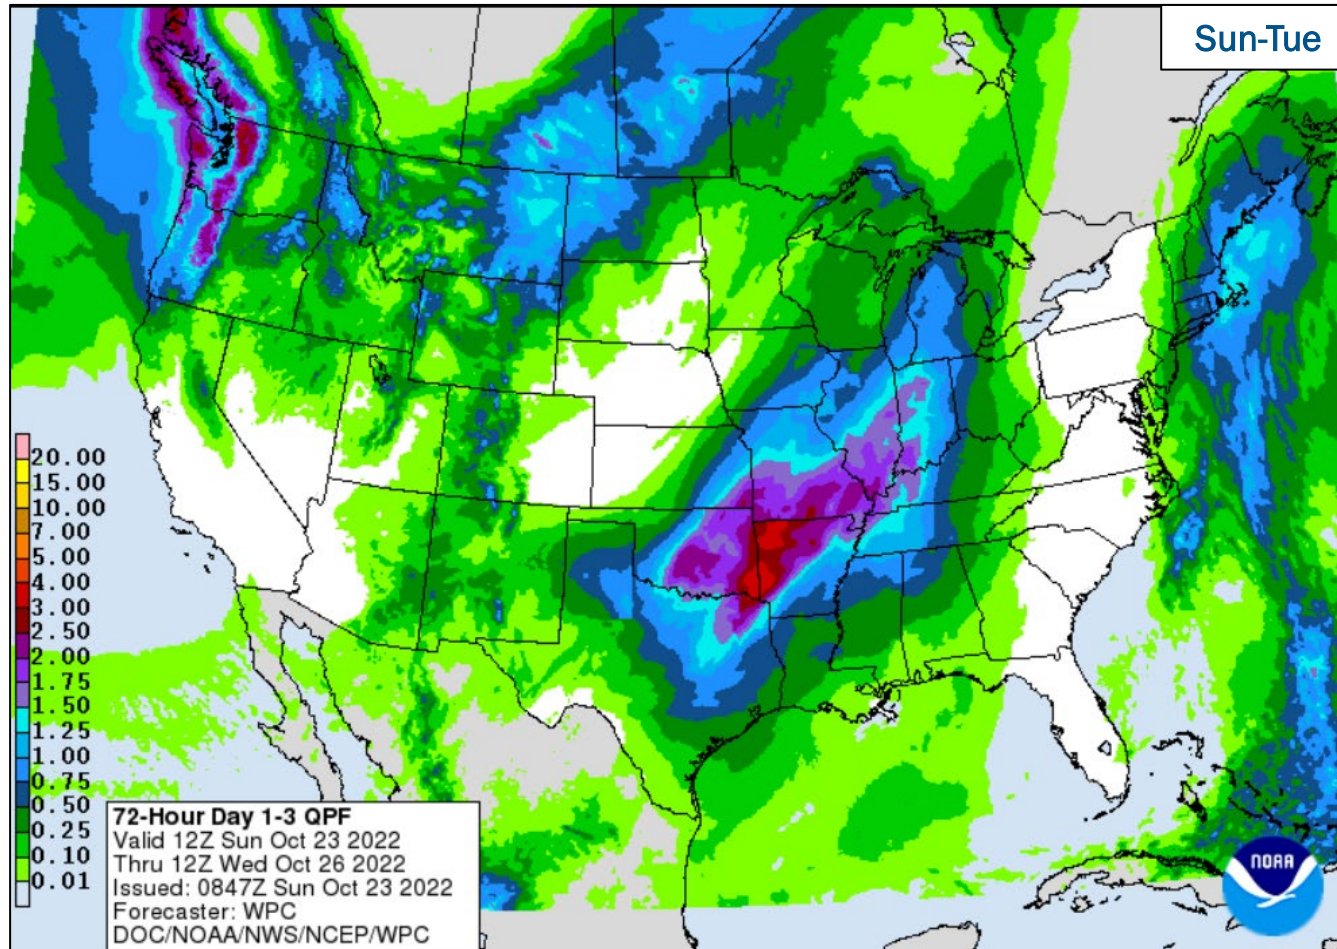 Sun-Tue
20.00
15.00
10.00
7.00
5.00
4.00
3.00
2.50
2.00
1.75
1.50
1.25
1.00
0.75
0.50
0.25
0.10
0.01
72-Hour Day 1-3 QPF
Valid 12Z Sun Oct 23 2022
Thru 12Z Wed Oct 26 2022
Issued: 0847Z Sun Oct 23 2022
Forecaster: WPC
DOC/NOAA/NWS/NCEP/WPC
NOAA